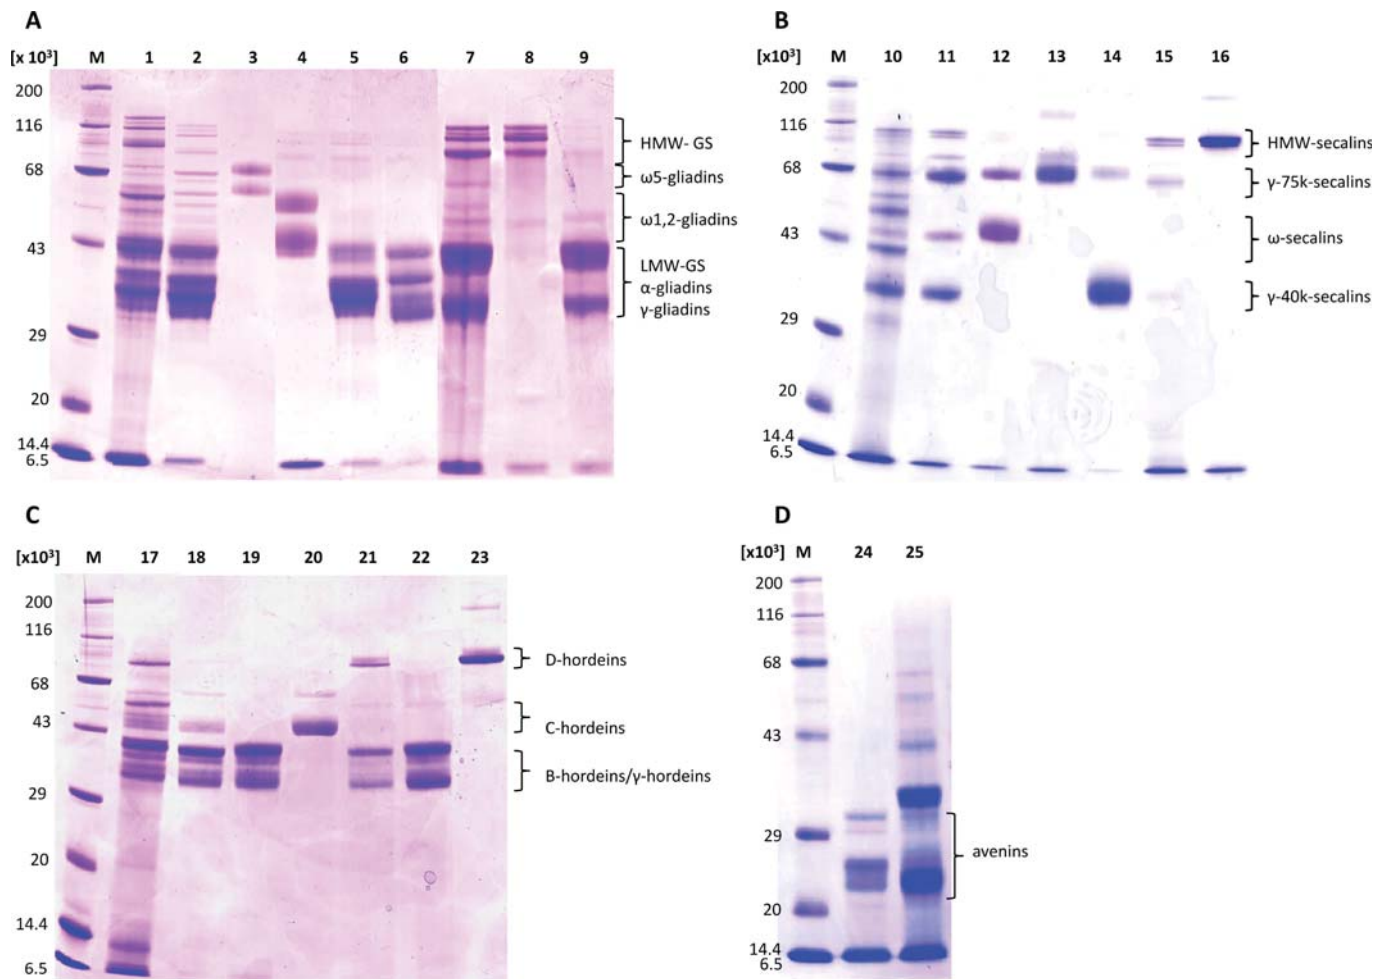 A
[x 10³] M 1 2 3 4 5 6 7 8 9
200
116
68
43
29
20
14.4
6.5
HMW- GS
ω5-gliadins
ω1,2-gliadins
LMW-GS
α-gliadins
γ-gliadins
B
[x10³] M 10 11 12 13 14 15 16
200
116
68
43
29
20
14.4
6.5
HMW-secalins
γ-75k-secalins
ω-secalins
γ-40k-secalins
C
[x10³] M 17 18 19 20 21 22 23
200
116
68
43
29
20
14.4
6.5
D-hordeins
C-hordeins
B-hordeins/γ-hordeins
D
[x10³] M 24 25
200
116
68
43
29
20
14.4
6.5
avenins